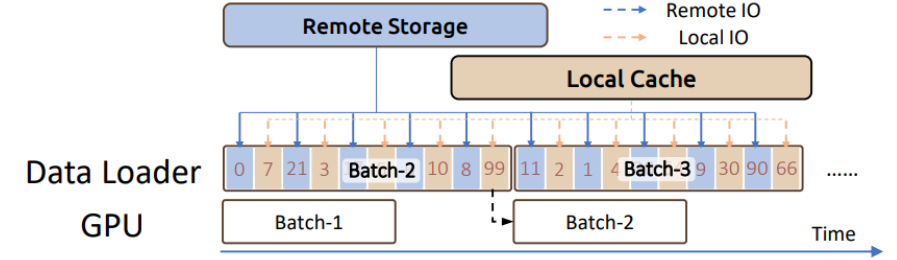 Remote Storage
Remote IO
Local IO
Local Cache
Data Loader
0 7 21 3 Batch-2 10 8 99 11 2 1 4 Batch-3 9 30 90 66 ......
GPU
Batch-1
Batch-2
Time